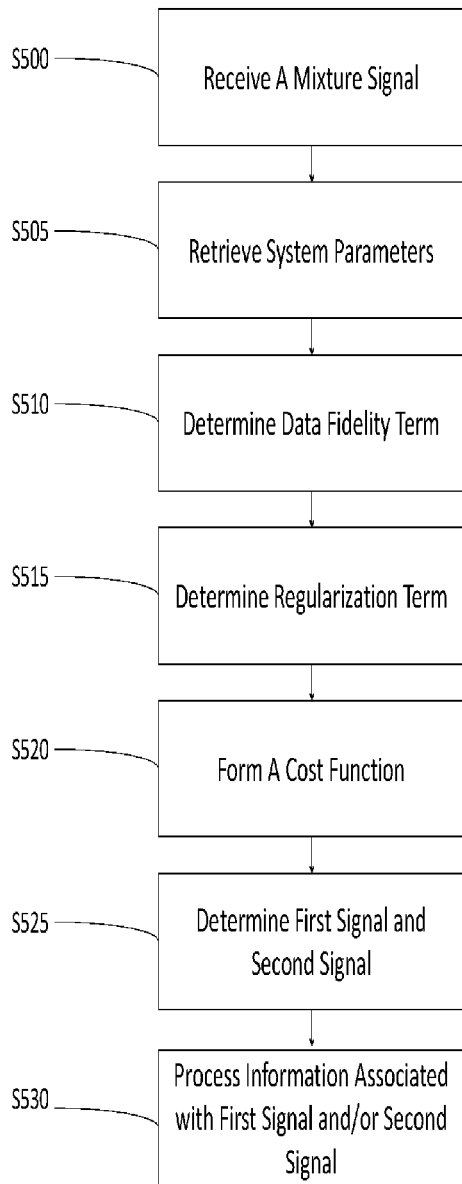 S500
Receive A Mixture Signal
S505
Retrieve System Parameters
S510
Determine Data Fidelity Term
S515
Determine Regularization Term
S520
Form A Cost Function
S525
Determine First Signal and
Second Signal
S530
Process Information Associated
with First Signal and/or Second
Signal